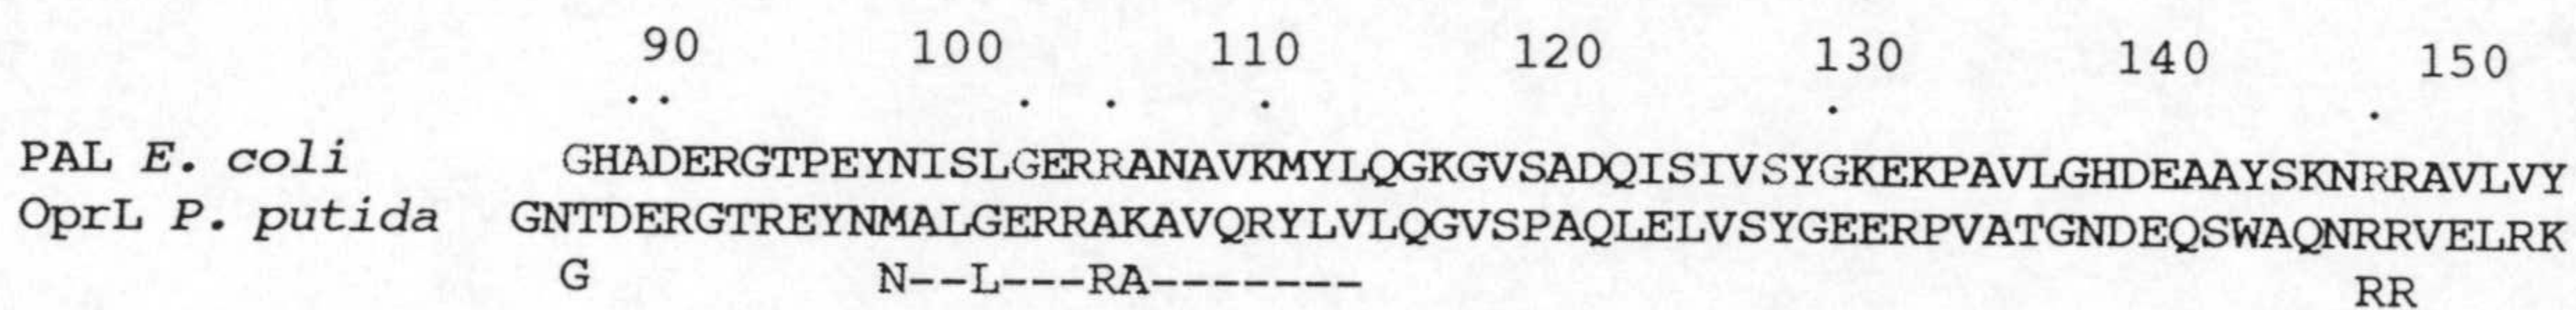 90 100 110 120 130 140 150
.. . . . . .
PAL E. coli GHADERGTPEYNISLGERRANAVKMYLQGKGVSADQISIVSYGKEKPAVLGHDEAAYSKNRRAVLVY
OprL P. putida GNTDERGTREYNMALGERRAKAVQRYLVLQGVSPAQLELVSYGEERPVATGNDEQSWAQNRRVELRK
G N--L---RA------- RR